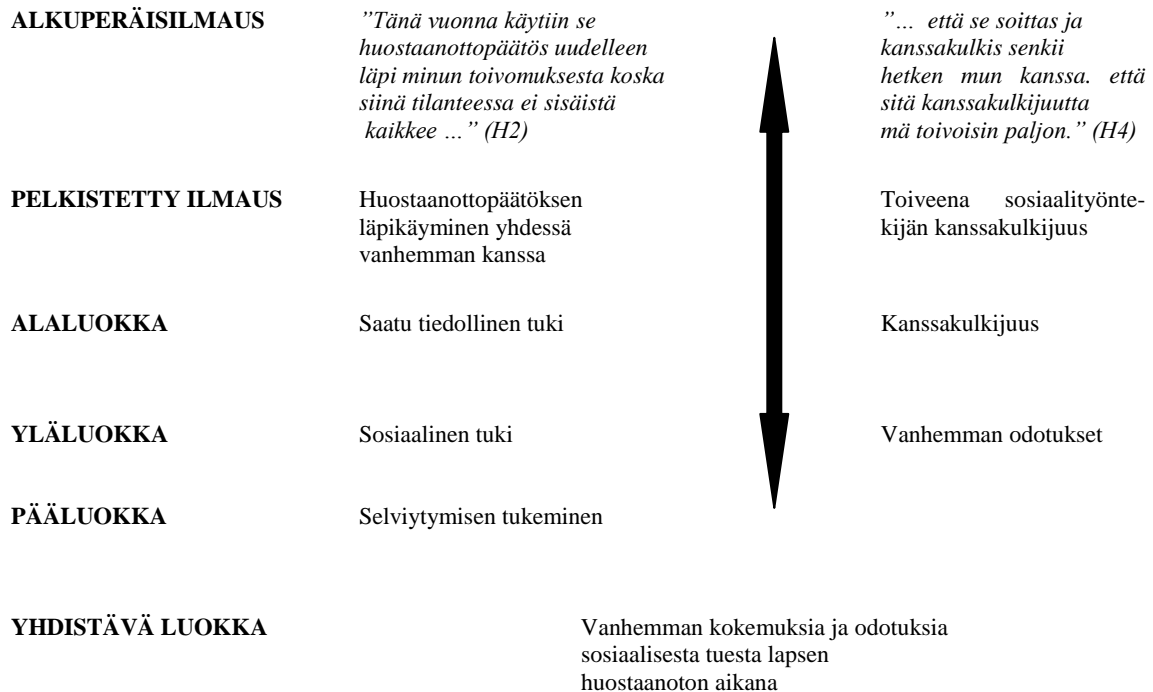 ALKUPERÄISILMAUS
”Tänä vuonna käytiin se
huostaanottopäätös uudelleen
läpi minun toivomuksesta koska
siinä tilanteessa ei sisäistä
kaikkee …” (H2)
”… että se soittas ja
kanssakulkis senkii
hetken mun kanssa. että
sitä kanssakulkijuutta
mä toivoisin paljon.” (H4)
PELKISTETTY ILMAUS
Huostaanottopäätöksen
läpikäyminen yhdessä
vanhemman kanssa
Toiveena sosiaalityönte-
kijän kanssakulkijuus
ALALUOKKA
Saatu tiedollinen tuki
Kanssakulkijuus
YLÄLUOKKA
Sosiaalinen tuki
Vanhemman odotukset
PÄÄLUOKKA
Selviytymisen tukeminen
YHDISTÄVÄ LUOKKA
Vanhemman kokemuksia ja odotuksia
sosiaalisesta tuesta lapsen
huostaanoton aikana